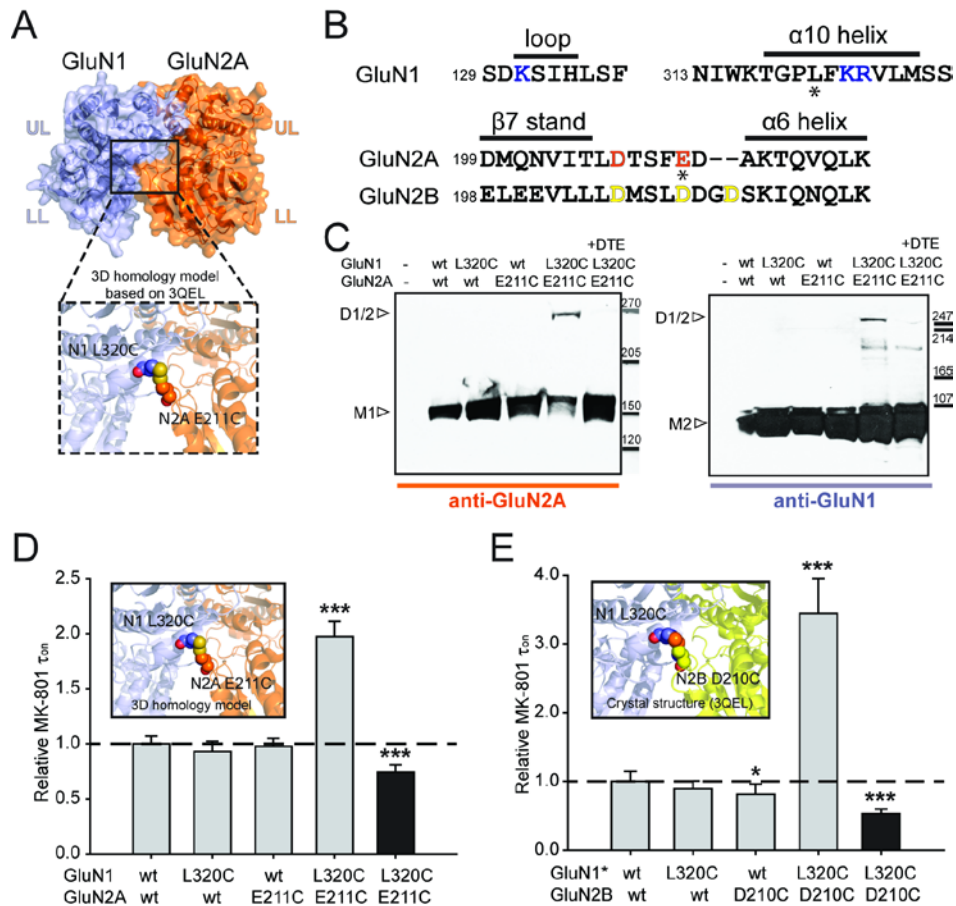 A
GluN1 GluN2A
UL UL
LL LL
3D homology model
based on 3QEL
N1 L320C
N2A E211C
B
loop α10 helix
GluN1 129 SDKSIHLSF 313 NIWKTGPLFKRVLMSS
*
β7 stand α6 helix
GluN2A 199 DMQNVITLDTSFED--AKTQVQLK
*
GluN2B 198 ELEEVLLLLDMSLDDGDSKIQNQLK
C
+DTE
GluN1 - wt L320C wt L320C L320C
GluN2A - wt wt E211C E211C E211C
D1/2
M1
270
205
150
120
anti-GluN2A
+DTE
- wt L320C wt L320C L320C
- wt wt E211C E211C E211C
D1/2
M2
247
214
165
107
anti-GluN1
D
Relative MK-801 τon
2.5
2.0
1.5
1.0
0.5
0.0
N1 L320C
N2A E211C
3D homology model
***
***
GluN1 wt L320C wt L320C L320C
GluN2A wt wt E211C E211C E211C
E
Relative MK-801 τon
4.0
3.0
2.0
1.0
0.0
N1 L320C
N2B D210C
Crystal structure (3QEL)
*
***
***
GluN1* wt L320C wt L320C L320C
GluN2B wt wt D210C D210C D210C